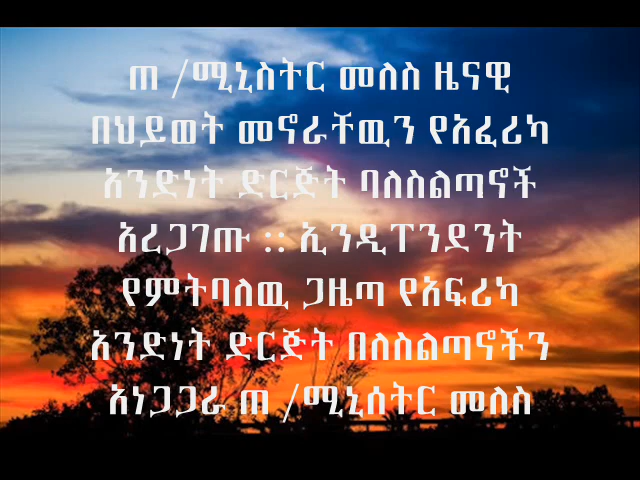 ጠ /ሚኒስትር መለስ ዜናዊ
በህይወት መኖራቸዉን የአፈሪካ
አንድነት ድርጅት ባለስልጣኖች
አረጋገጡ :: ኢንዲፐንደንት
የምትባለዉ ጋዜጣ የአፍሪካ
አንድነት ድርጅት በለስልጣኖችን
አነጋጋራ ጠ /ሚኒሰትር መለስ